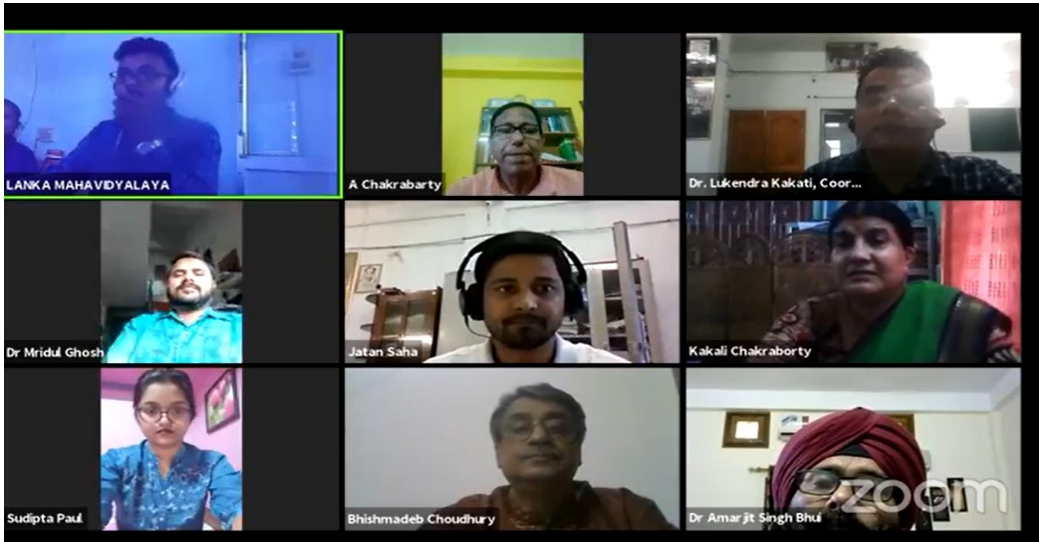 LANKA MAHAVIDYALAYA
A Chakrabarty
Dr. Lukendra Kakati, Coor...
Dr Mridul Ghosh
Jatan Saha
Kakali Chakraborty
Sudipta Paul
Bhishmadeb Choudhury
Dr Amarjit Singh Bhui
zoom